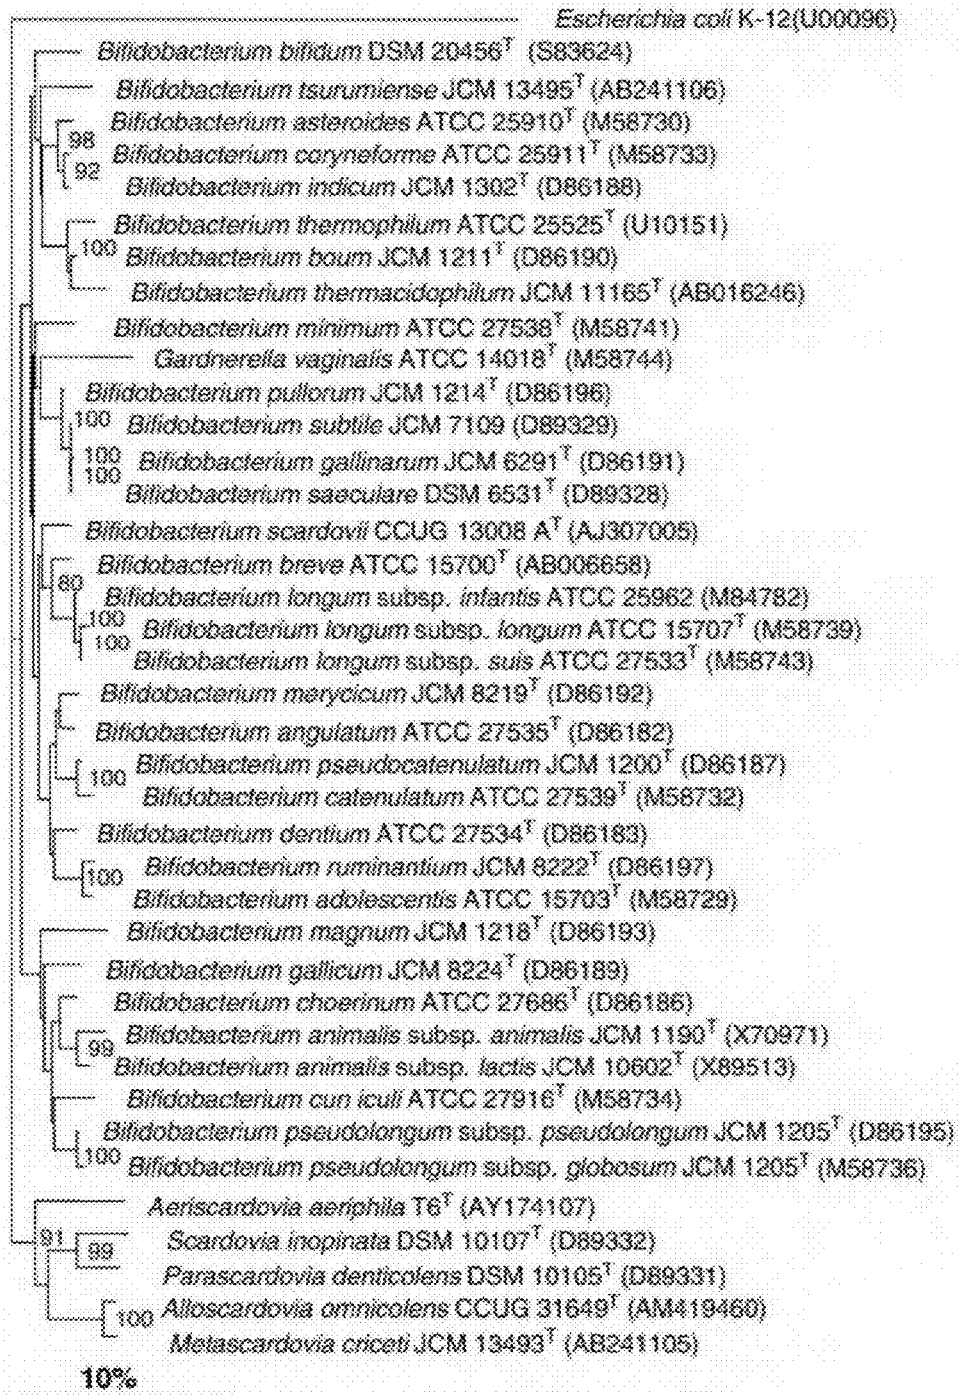 Escherichia coli K-12(U00096)
Bifidobacterium bifidum DSM 20456T (S83624)
Bifidobacterium tsurumiense JCM 13495T (AB241106)
Bifidobacterium asteroides ATCC 25910T (M58730)
98
Bifidobacterium coryneforme ATCC 25911T (M58733)
92
Bifidobacterium indicum JCM 1302T (D86188)
Bifidobacterium thermophilum ATCC 25525T (U10151)
100
Bifidobacterium boum JCM 1211T (D86190)
Bifidobacterium thermacidophilum JCM 11165T (AB016246)
Bifidobacterium minimum ATCC 27538T (M58741)
Gardnerella vaginalis ATCC 14018T (M58744)
Bifidobacterium pullorum JCM 1214T (D86196)
100
Bifidobacterium subtile JCM 7109 (D89329)
100
Bifidobacterium gallinarum JCM 6291T (D86191)
100
Bifidobacterium saeculare DSM 6531T (D89328)
Bifidobacterium scardovii CCUG 13008 AT (AJ307005)
Bifidobacterium breve ATCC 15700T (AB006658)
80
Bifidobacterium longum subsp. infantis ATCC 25962 (M84782)
100
Bifidobacterium longum subsp. longum ATCC 15707T (M58739)
100
Bifidobacterium longum subsp. suis ATCC 27533T (M58743)
Bifidobacterium merycicum JCM 8219T (D86192)
Bifidobacterium angulatum ATCC 27535T (D86182)
Bifidobacterium pseudocatenulatum JCM 1200T (D86187)
100
Bifidobacterium catenulatum ATCC 27539T (M58732)
Bifidobacterium dentium ATCC 27534T (D86183)
Bifidobacterium ruminantium JCM 8222T (D86197)
100
Bifidobacterium adolescentis ATCC 15703T (M58729)
Bifidobacterium magnum JCM 1218T (D86193)
Bifidobacterium gallicum JCM 8224T (D86189)
Bifidobacterium choerinum ATCC 27686T (D86186)
Bifidobacterium animalis subsp. animalis JCM 1190T (X70971)
99
Bifidobacterium animalis subsp. lactis JCM 10602T (X89513)
Bifidobacterium cun iculi ATCC 27916T (M58734)
Bifidobacterium pseudolongum subsp. pseudolongum JCM 1205T (D86195)
100
Bifidobacterium pseudolongum subsp. globosum JCM 1205T (M58736)
Aeriscardovia aeriphila T6T (AY174107)
91
Scardovia inopinata DSM 10107T (D89332)
99
Parascardovia denticolens DSM 10105T (D89331)
Alloscardovia omnicolens CCUG 31649T (AM419460)
100
Metascardovia criceti JCM 13493T (AB241105)
10%